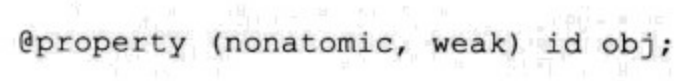 @property (nonatomic, weak) id obj;